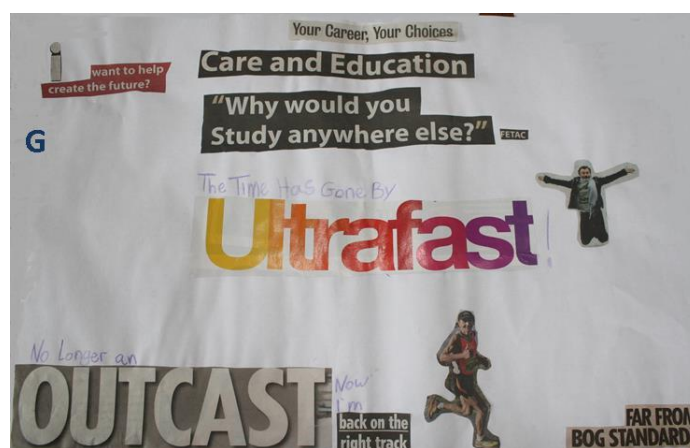 Your Career, Your Choices
i want to help
create the future?
Care and Education
“Why would you
Study anywhere else?”
FETAC
G
The Time Has Gone By
Ultrafast!
No Longer an
OUTCAST
Now
I'm
back on the
right track
FAR FROM
BOG STANDARD